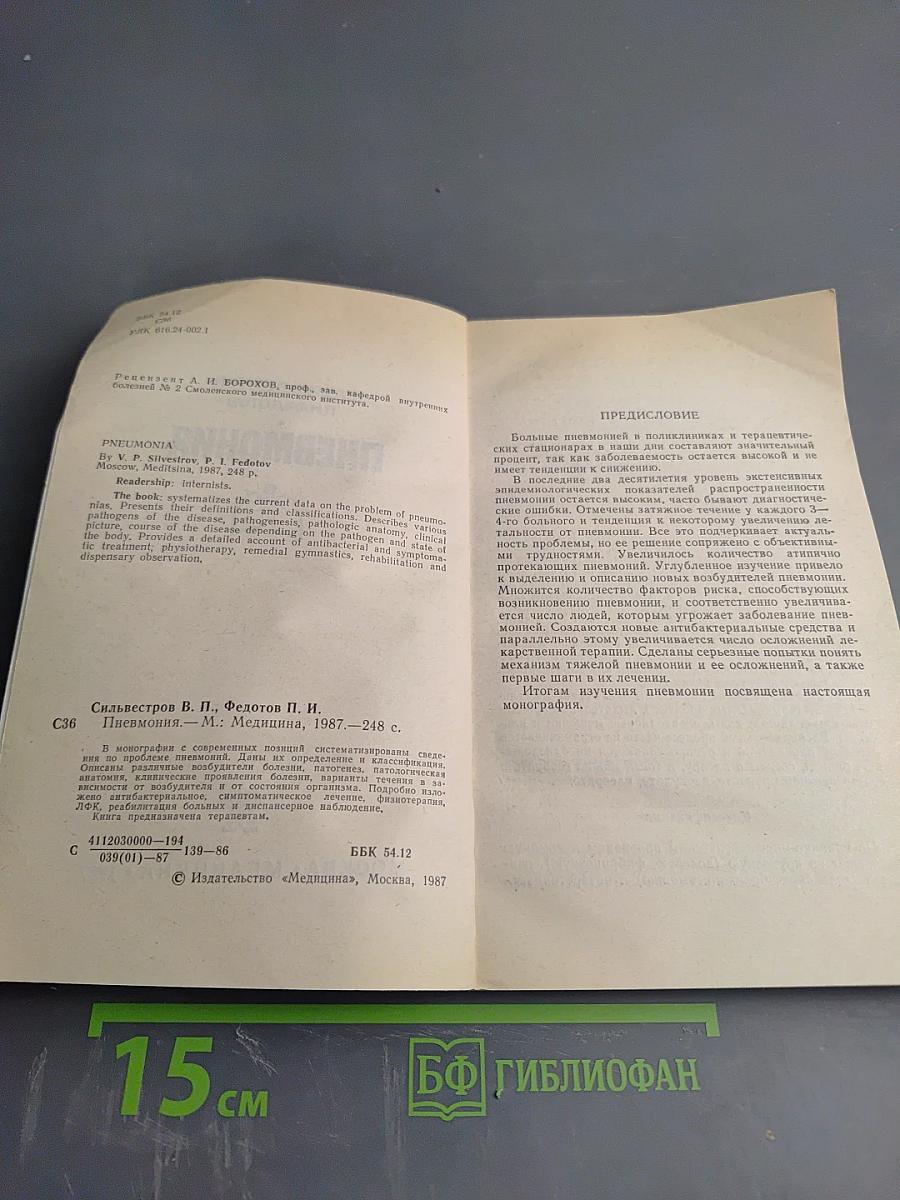 ББК 54.12
С36
УДК 616.24-002.1
Рецензент А. И. БОРОХОВ, проф., зав. кафедрой внутренних
болезней № 2 Смоленского медицинского института.
PNEUMONIA
By V. P. Silvestrov, P. I. Fedotov
Moscow, Meditsina, 1987, 248 p.
Readership: internists.
The book: systematizes the current data on the problem of pneumo-
nias. Presents their definitions and classifications. Describes various
pathogens of the disease, pathogenesis, pathologic anatomy, clinical
picture, course of the disease depending on the pathogen and state of
the body. Provides a detailed account of antibacterial and symptoma-
tic treatment, physiotherapy, remedial gymnastics, rehabilitation and
dispensary observation.
Сильвестров В. П., Федотов П. И.
С36 Пневмония.— М.: Медицина, 1987.—248 с.
В монографии с современных позиций систематизированы сведе-
ния по проблеме пневмоний. Даны их определение и классификация.
Описаны различные возбудители болезни, патогенез, патологическая
анатомия, клинические проявления болезни, варианты течения в за-
висимости от возбудителя и от состояния организма. Подробно изло-
жено антибактериальное, симптоматическое лечение, физиотерапия,
ЛФК, реабилитация больных и диспансерное наблюдение.
Книга предназначена терапевтам.
С 4112030000—194
039(01)—87 139—86 ББК 54.12
© Издательство «Медицина», Москва, 1987
ПРЕДИСЛОВИЕ
Больные пневмонией в поликлиниках и терапевтиче-
ских стационарах в наши дни составляют значительный
процент, так как заболеваемость остается высокой и не
имеет тенденции к снижению.
В последние два десятилетия уровень экстенсивных
эпидемиологических показателей распространенности
пневмонии остается высоким, часто бывают диагностиче-
ские ошибки. Отмечены затяжное течение у каждого 3—
4-го больного и тенденция к некоторому увеличению ле-
тальности от пневмонии. Все это подчеркивает актуаль-
ность проблемы, но ее решение сопряжено с объективны-
ми трудностями. Увеличилось количество атипично
протекающих пневмоний. Углубленное изучение привело
к выделению и описанию новых возбудителей пневмонии.
Множится количество факторов риска, способствующих
возникновению пневмонии, и соответственно увеличива-
ется число людей, которым угрожает заболевание пнев-
монией. Создаются новые антибактериальные средства и
параллельно этому увеличивается число осложнений ле-
карственной терапии. Сделаны серьезные попытки понять
механизм тяжелой пневмонии и ее осложнений, а также
первые шаги в их лечении.
Итогам изучения пневмонии посвящена настоящая
монография.
15 см
БФ
ГИБЛИОФАН